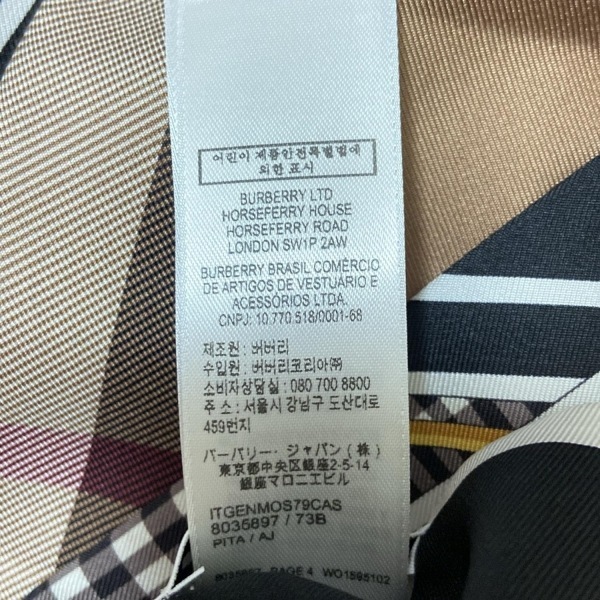 어린이 제품안전특별법에
의한 표시
BURBERRY LTD
HORSEFERRY HOUSE
HORSEFERRY ROAD
LONDON SW1P 2AW
BURBERRY BRASIL COMÉRCIO
DE ARTIGOS DE VESTUÁRIO E
ACESSÓRIOS LTDA.
CNPJ: 10.770.518/0001-68
제조원 : 버버리
수입원 : 버버리코리아㈜
소비자상담실 : 080 700 8800
주 소 : 서울시 강남구 도산대로
459번지
バーバリー・ジャパン(株)
東京都中央区銀座2-5-14
銀座マロニエビル
ITGENMOS79CAS
8035897 / 73B
PITA / AJ
8035897 PAGE 4 WO1595102